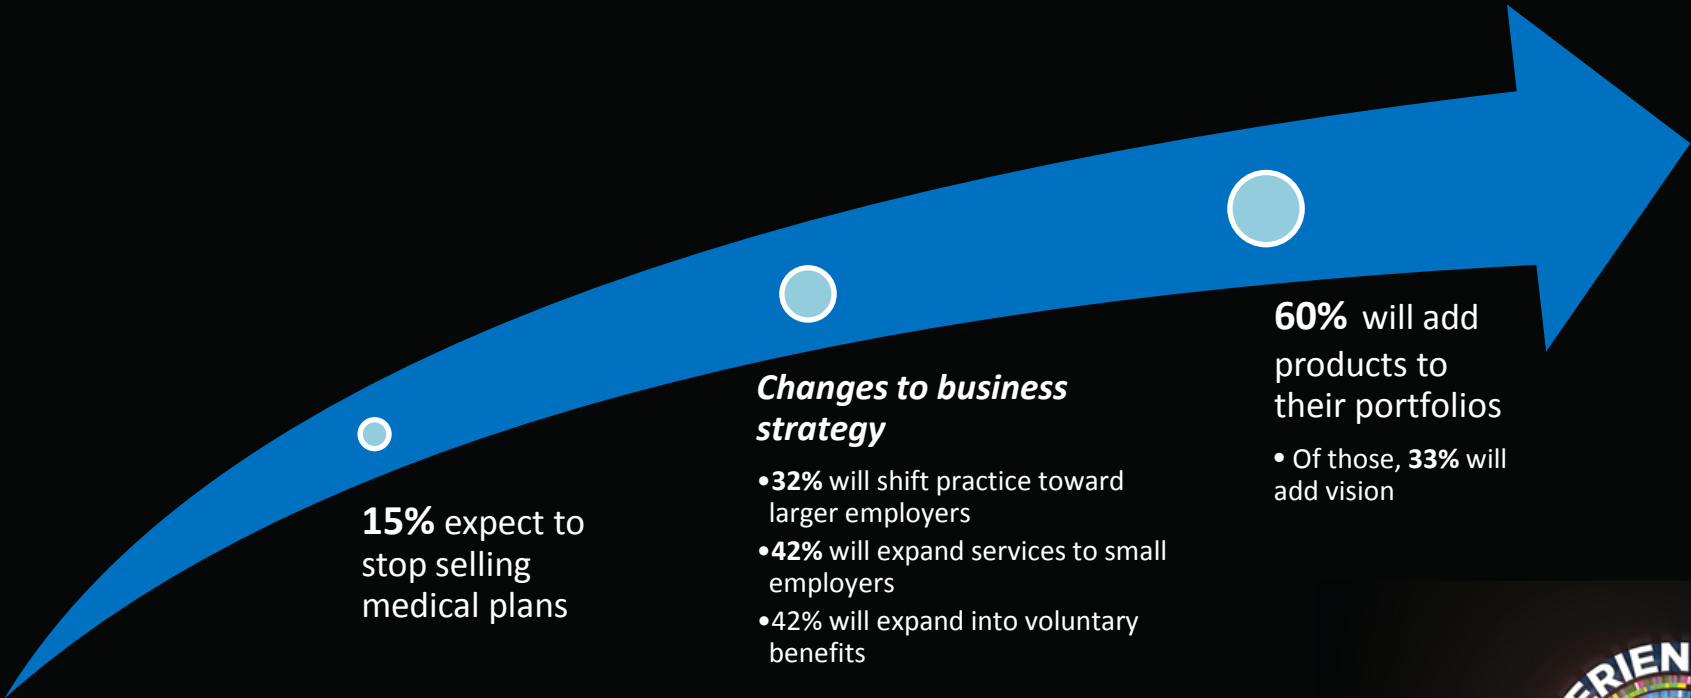 15% expect to
stop selling
medical plans
Changes to business
strategy
•32% will shift practice toward
larger employers
•42% will expand services to small
employers
•42% will expand into voluntary
benefits
60% will add
products to
their portfolios
• Of those, 33% will
add vision